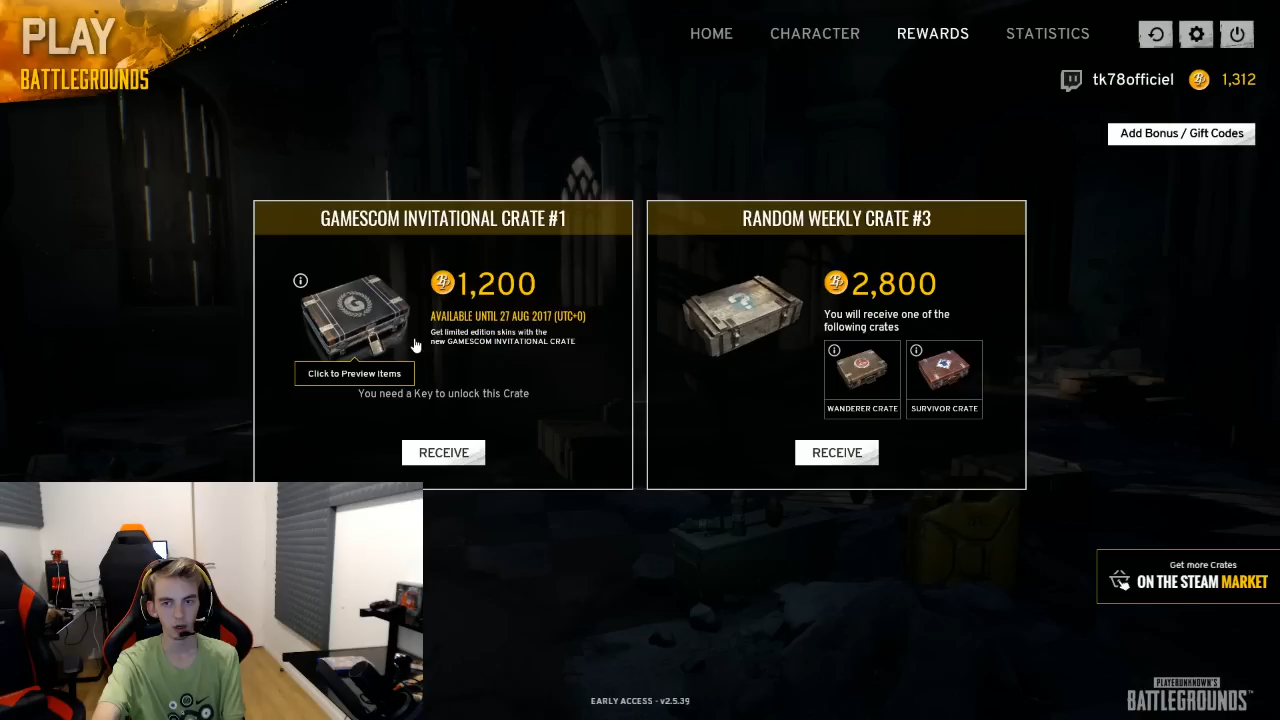 PLAY
BATTLEGROUNDS
HOME CHARACTER REWARDS STATISTICS
tk78officiel 1,312
Add Bonus / Gift Codes
GAMESCOM INVITATIONAL CRATE #1
1,200
AVAILABLE UNTIL 27 AUG 2017 (UTC+0)
Get limited edition skins with the
new GAMESCOM INVITATIONAL CRATE
Click to Preview Items
You need a Key to unlock this Crate
RECEIVE
RANDOM WEEKLY CRATE #3
2,800
You will receive one of the
following crates
WANDERER CRATE SURVIVOR CRATE
RECEIVE
Get more Crates
ON THE STEAM MARKET
EARLY ACCESS - v2.5.39
PLAYERUNKNOWN'S
BATTLEGROUNDS